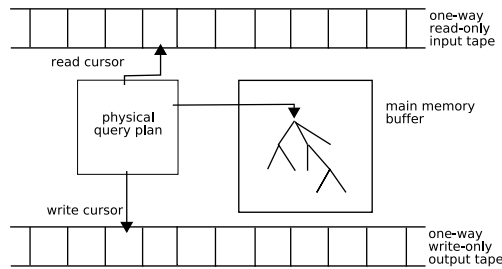 one-way
read-only
input tape
read cursor
physical
query plan
main memory
buffer
write cursor
one-way
write-only
output tape